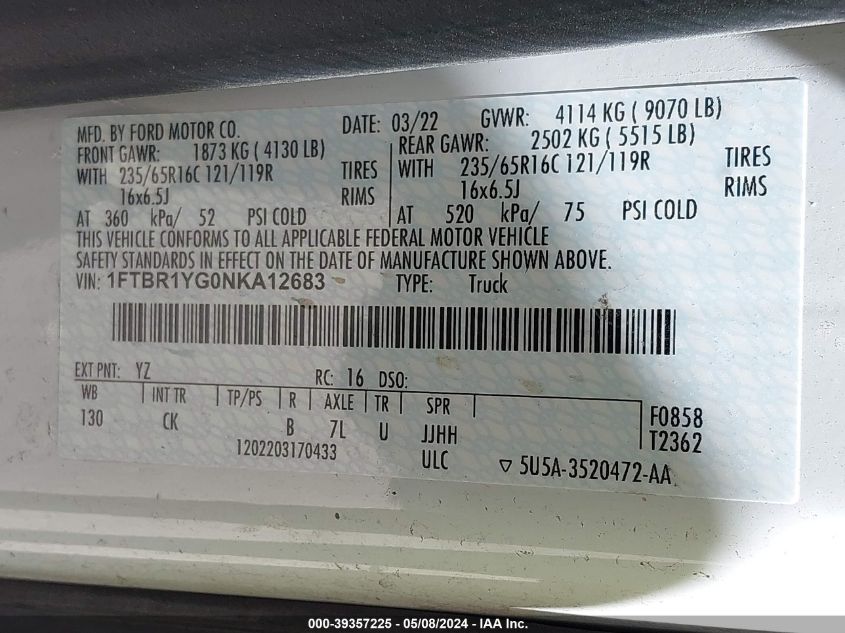 MFD. BY FORD MOTOR CO. DATE: 03/22 GVWR: 4114 KG ( 9070 LB)
FRONT GAWR: 1873 KG ( 4130 LB) REAR GAWR: 2502 KG ( 5515 LB)
WITH 235/65R16C 121/119R TIRES WITH 235/65R16C 121/119R TIRES
16x6.5J RIMS 16x6.5J RIMS
AT 360 kPa/ 52 PSI COLD AT 520 kPa/ 75 PSI COLD
THIS VEHICLE CONFORMS TO ALL APPLICABLE FEDERAL MOTOR VEHICLE
SAFETY STANDARDS IN EFFECT ON THE DATE OF MANUFACTURE SHOWN ABOVE.
VIN: 1FTBR1YG0NKA12683 TYPE: Truck
EXT PNT: YZ RC: 16 DSO:
WB INT TR TP/PS R AXLE TR SPR F0858
130 CK B 7L U JJHH T2362
1202203170433 ULC ▽ 5U5A-3520472-AA
000-39357225 - 05/08/2024 - IAA Inc.